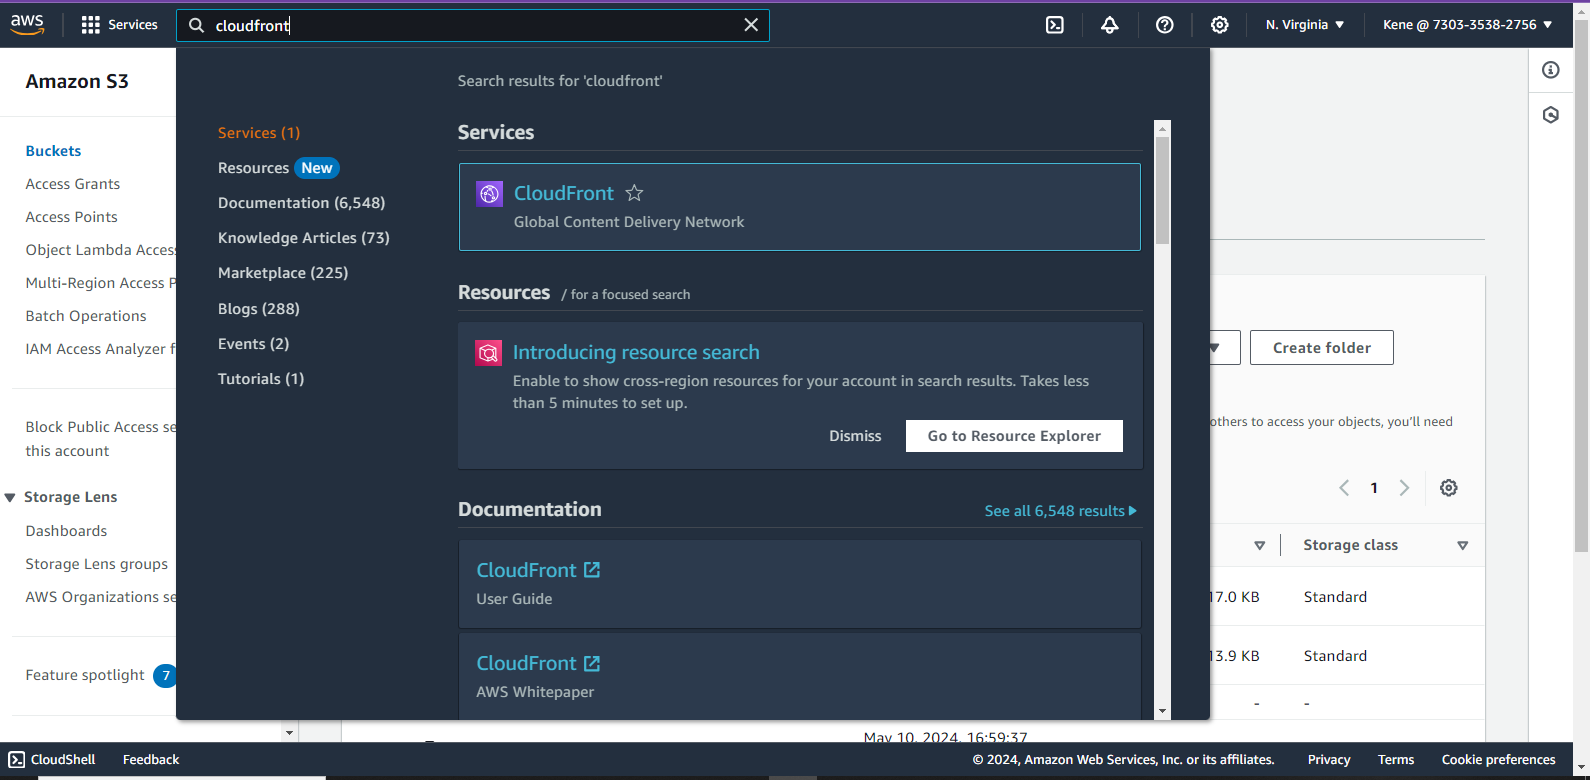 aws
Services
cloudfront
N. Virginia
Kene @ 7303-3538-2756
Amazon S3
Buckets
Access Grants
Access Points
Object Lambda Acces
Multi-Region Access P
Batch Operations
IAM Access Analyzer f
Block Public Access se
this account
Storage Lens
Dashboards
Storage Lens groups
AWS Organizations se
Feature spotlight 7
Search results for 'cloudfront'
Services (1)
Resources New
Documentation (6,548)
Knowledge Articles (73)
Marketplace (225)
Blogs (288)
Events (2)
Tutorials (1)
Services
CloudFront
Global Content Delivery Network
Resources / for a focused search
Introducing resource search
Enable to show cross-region resources for your account in search results. Takes less
than 5 minutes to set up.
Dismiss
Go to Resource Explorer
Documentation
See all 6,548 results
CloudFront
User Guide
CloudFront
AWS Whitepaper
Create folder
others to access your objects, you'll need
1
Storage class
17.0 KB Standard
13.9 KB Standard
- -
May 10, 2024, 16:59:37
CloudShell
Feedback
© 2024, Amazon Web Services, Inc. or its affiliates.
Privacy
Terms
Cookie preferences